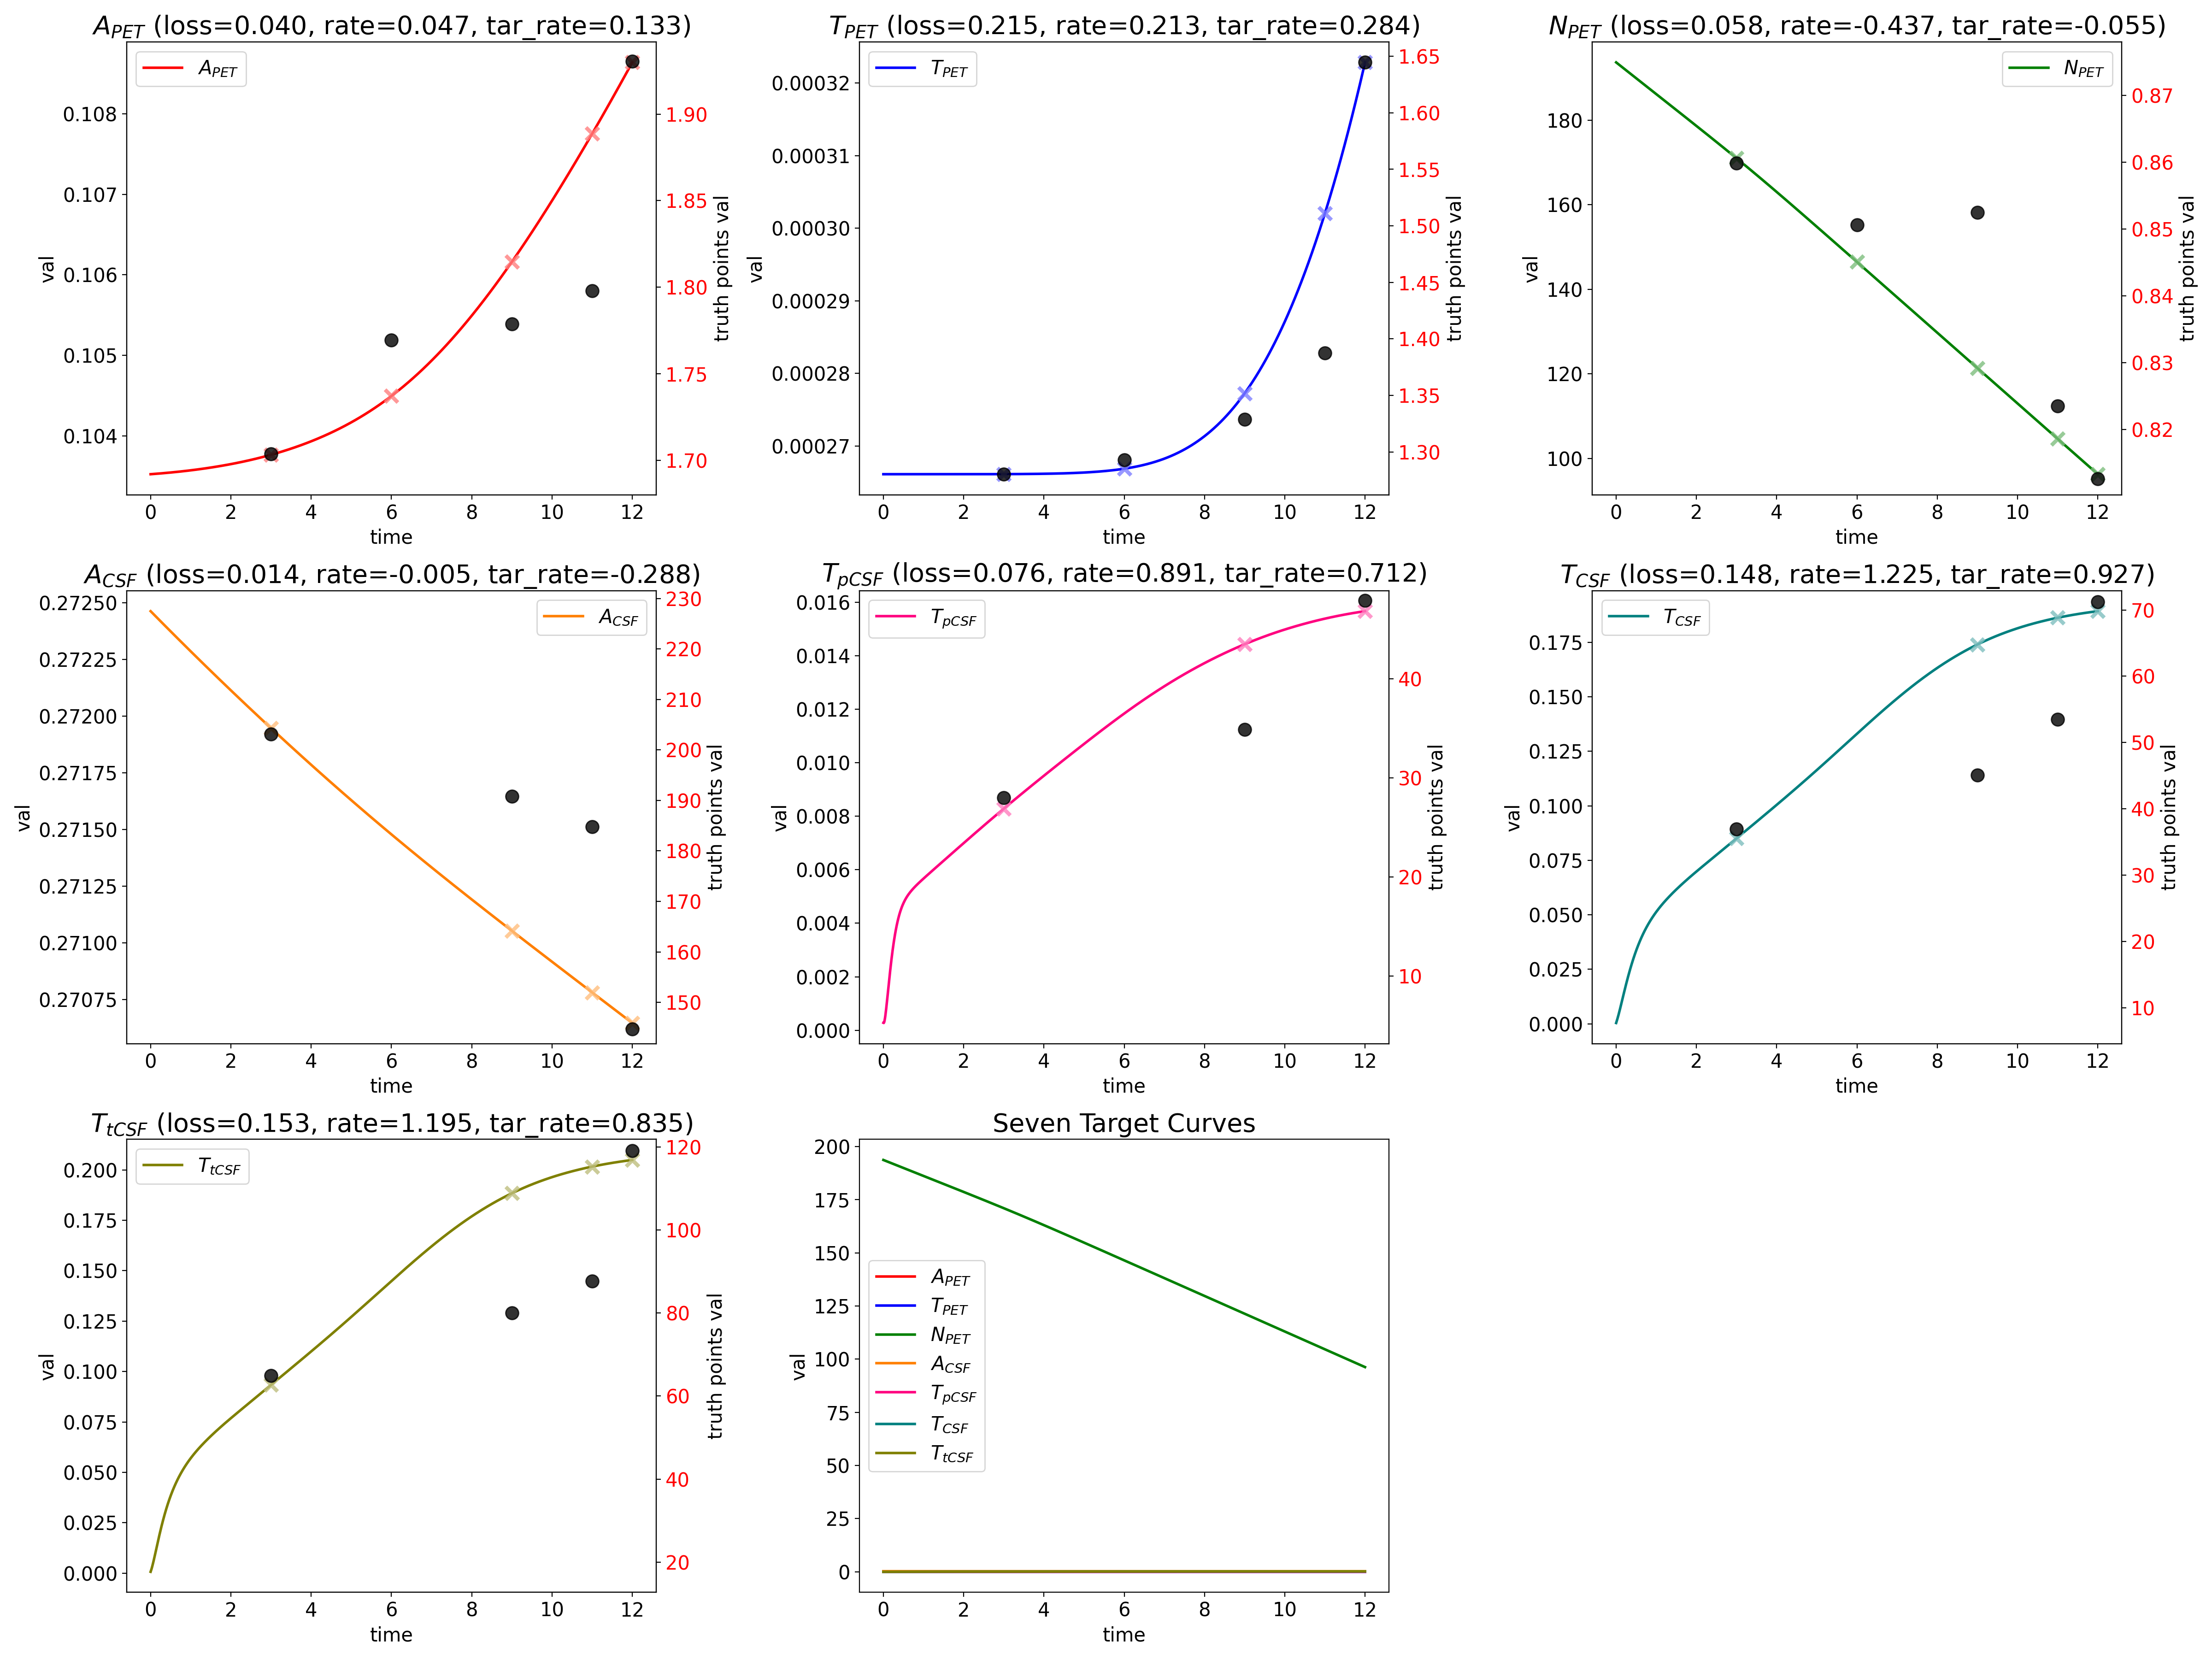 A_PET (loss=0.040, rate=0.047, tar_rate=0.133)
A_PET
0.108
0.107
0.106
0.105
0.104
val
1.90
1.85
1.80
1.75
1.70
truth points val
0 2 4 6 8 10 12
time
T_PET (loss=0.215, rate=0.213, tar_rate=0.284)
T_PET
0.00032
0.00031
0.00030
0.00029
0.00028
0.00027
val
1.65
1.60
1.55
1.50
1.45
1.40
1.35
1.30
truth points val
0 2 4 6 8 10 12
time
N_PET (loss=0.058, rate=-0.437, tar_rate=-0.055)
N_PET
180
160
140
120
100
val
0.87
0.86
0.85
0.84
0.83
0.82
truth points val
0 2 4 6 8 10 12
time
A_CSF (loss=0.014, rate=-0.005, tar_rate=-0.288)
A_CSF
0.27250
0.27225
0.27200
0.27175
0.27150
0.27125
0.27100
0.27075
val
230
220
210
200
190
180
170
160
150
truth points val
0 2 4 6 8 10 12
time
T_pCSF (loss=0.076, rate=0.891, tar_rate=0.712)
T_pCSF
0.016
0.014
0.012
0.010
0.008
0.006
0.004
0.002
0.000
val
40
30
20
10
truth points val
0 2 4 6 8 10 12
time
T_CSF (loss=0.148, rate=1.225, tar_rate=0.927)
T_CSF
0.175
0.150
0.125
0.100
0.075
0.050
0.025
0.000
val
70
60
50
40
30
20
10
truth points val
0 2 4 6 8 10 12
time
T_tCSF (loss=0.153, rate=1.195, tar_rate=0.835)
T_tCSF
0.200
0.175
0.150
0.125
0.100
0.075
0.050
0.025
0.000
val
120
100
80
60
40
20
truth points val
0 2 4 6 8 10 12
time
Seven Target Curves
200
175
150
125
100
75
50
25
0
val
A_PET
T_PET
N_PET
A_CSF
T_pCSF
T_CSF
T_tCSF
0 2 4 6 8 10 12
time